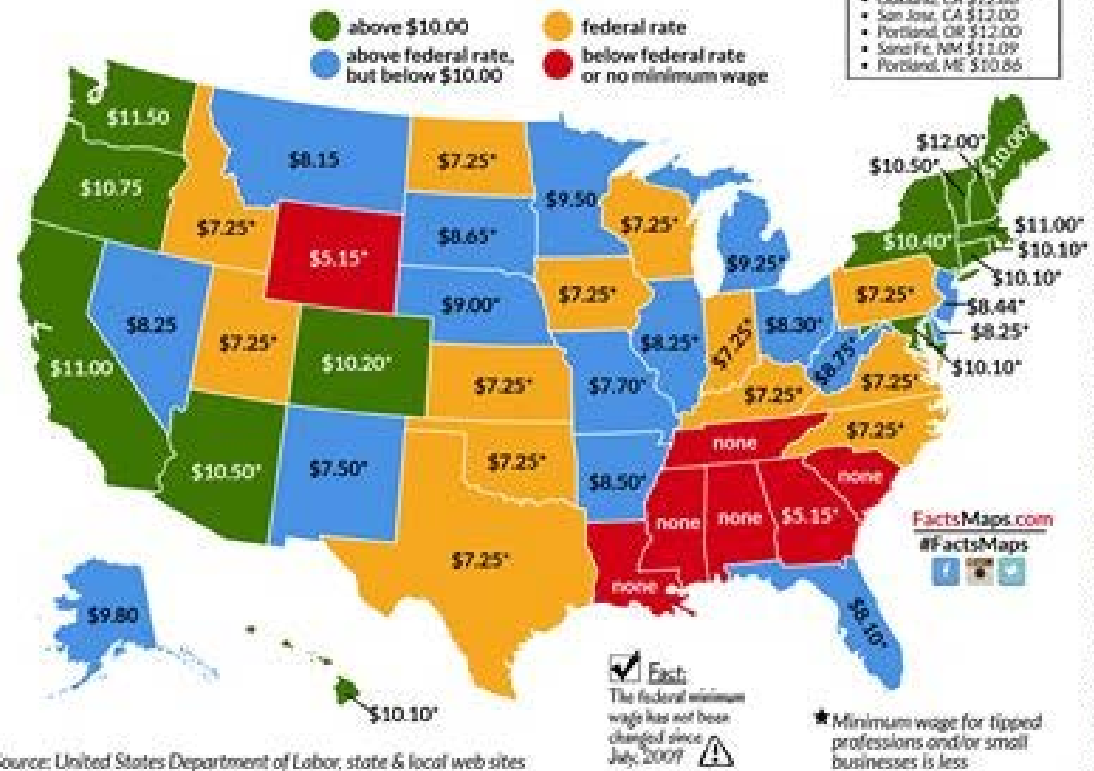 above $10.00
federal rate
above federal rate,
but below $10.00
below federal rate
or no minimum wage
• San Jose, CA $12.00
• Portland, OR $12.00
• Sana Fe, NM $11.09
• Portland, ME $10.86
$11.50
$10.75
$8.15
$7.25*
$9.50
$12.00*
$10.50*
$10.00*
$7.25*
$5.15*
$8.65*
$7.25*
$9.25*
$10.40*
$11.00*
$10.10*
$10.10*
$8.25
$7.25*
$9.00*
$7.25*
$8.25*
$7.25*
$8.30*
$8.75*
$7.25*
$8.44*
$8.25*
$10.10*
$11.00
$10.20*
$7.25*
$7.70*
$7.25*
$7.25*
$7.25*
$10.50*
$7.50*
$7.25*
$8.50*
none
none
none
none
$5.15*
$7.25*
none
$8.10*
$9.80
$10.10*
FactsMaps.com
#FactsMaps
Fact:
The federal minimum
wage has not been
changed since
July, 2009
★ Minimum wage for tipped
professions and/or small
businesses is less
Source: United States Department of Labor, state & local web sites